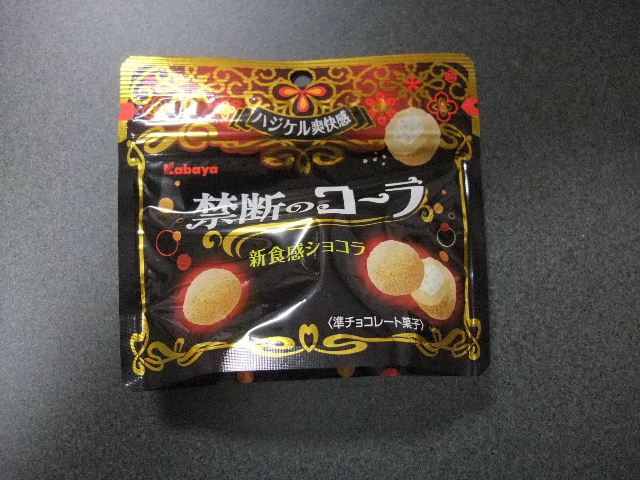 ハジケル爽快感
Kabaya
禁断のコーラ
新食感ショコラ
〈準チョコレート菓子〉